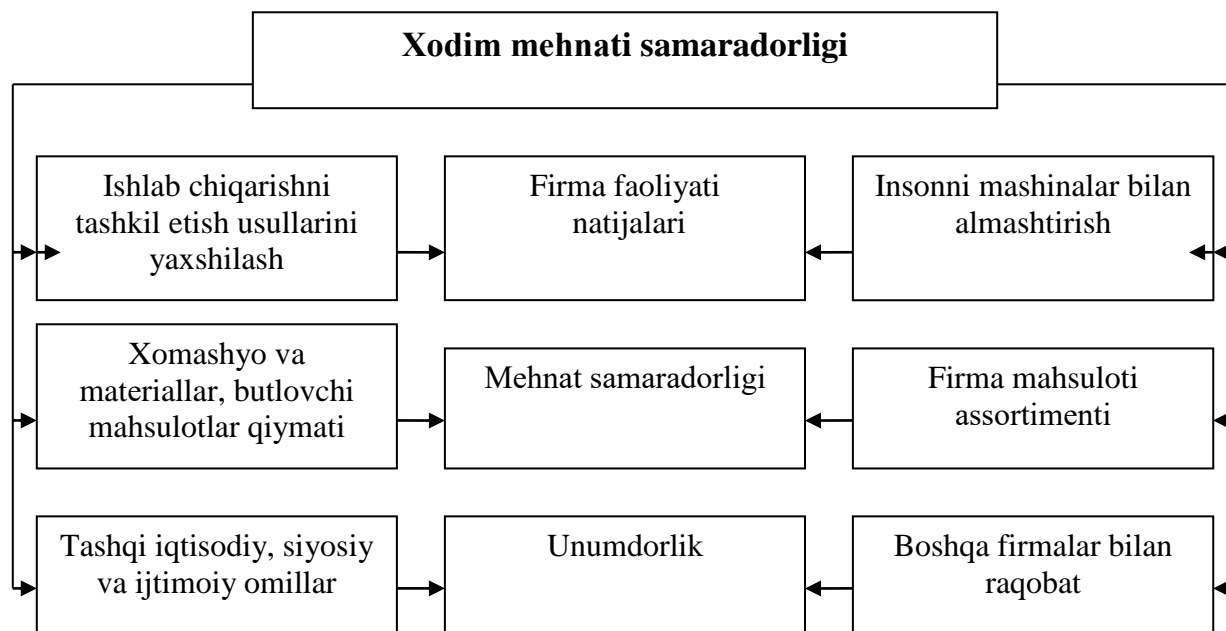 Xodim mehnati samaradorligi
Ishlab chiqarishni
tashkil etish usullarini
yaxshilash
Firma faoliyati
natijalari
Insonni mashinalar bilan
almashtirish
Xomashyo va
materiallar, butlovchi
mahsulotlar qiymati
Mehnat samaradorligi
Firma mahsuloti
assortimenti
Tashqi iqtisodiy, siyosiy
va ijtimoiy omillar
Unumdorlik
Boshqa firmalar bilan
raqobat